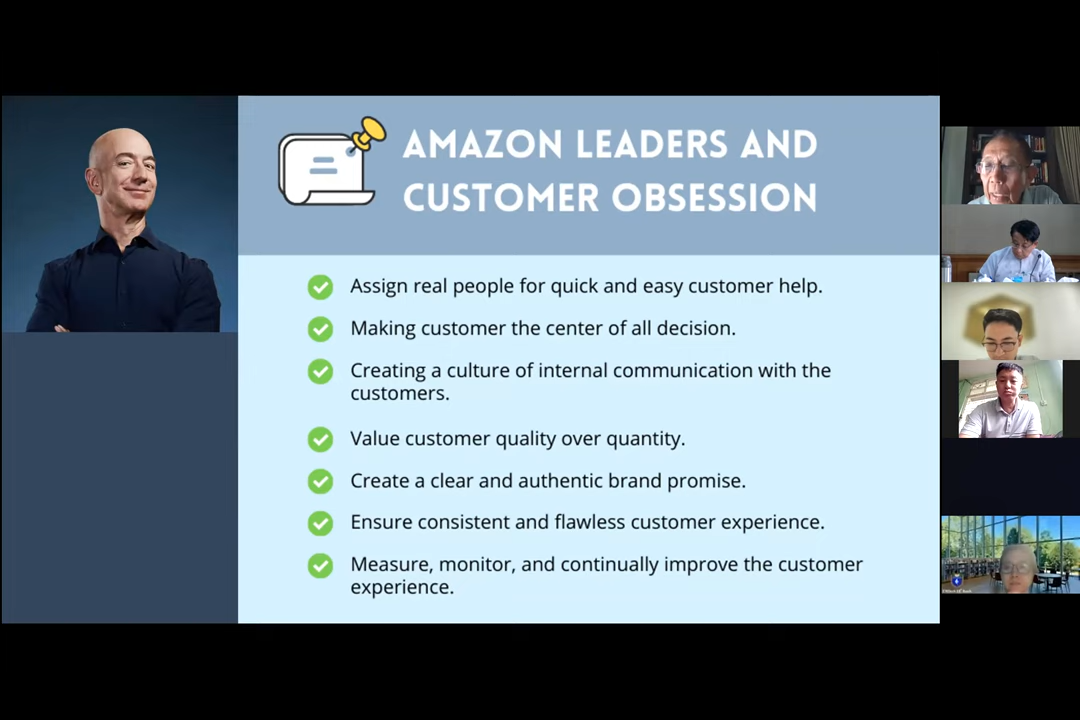 AMAZON LEADERS AND
CUSTOMER OBSESSION
Assign real people for quick and easy customer help.
Making customer the center of all decision.
Creating a culture of internal communication with the
customers.
Value customer quality over quantity.
Create a clear and authentic brand promise.
Ensure consistent and flawless customer experience.
Measure, monitor, and continually improve the customer
experience.